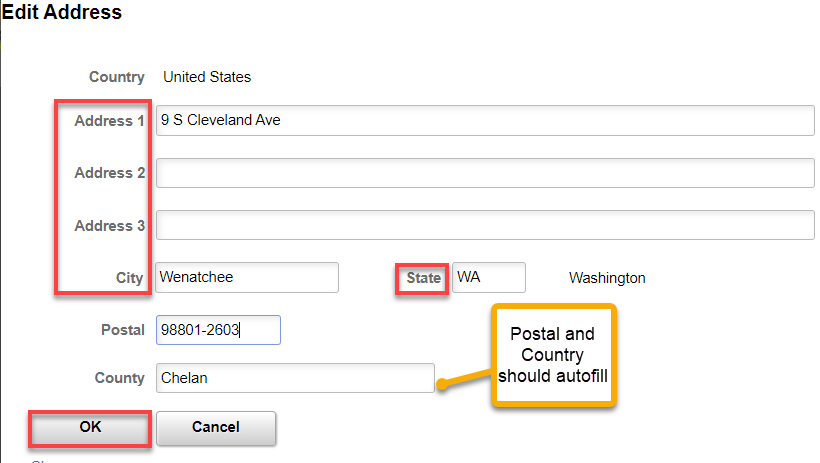 Edit Address
Country United States
Address 1 9 S Cleveland Ave
Address 2
Address 3
City Wenatchee State WA Washington
Postal 98801-2603
County Chelan
Postal and
Country
should autofill
OK Cancel